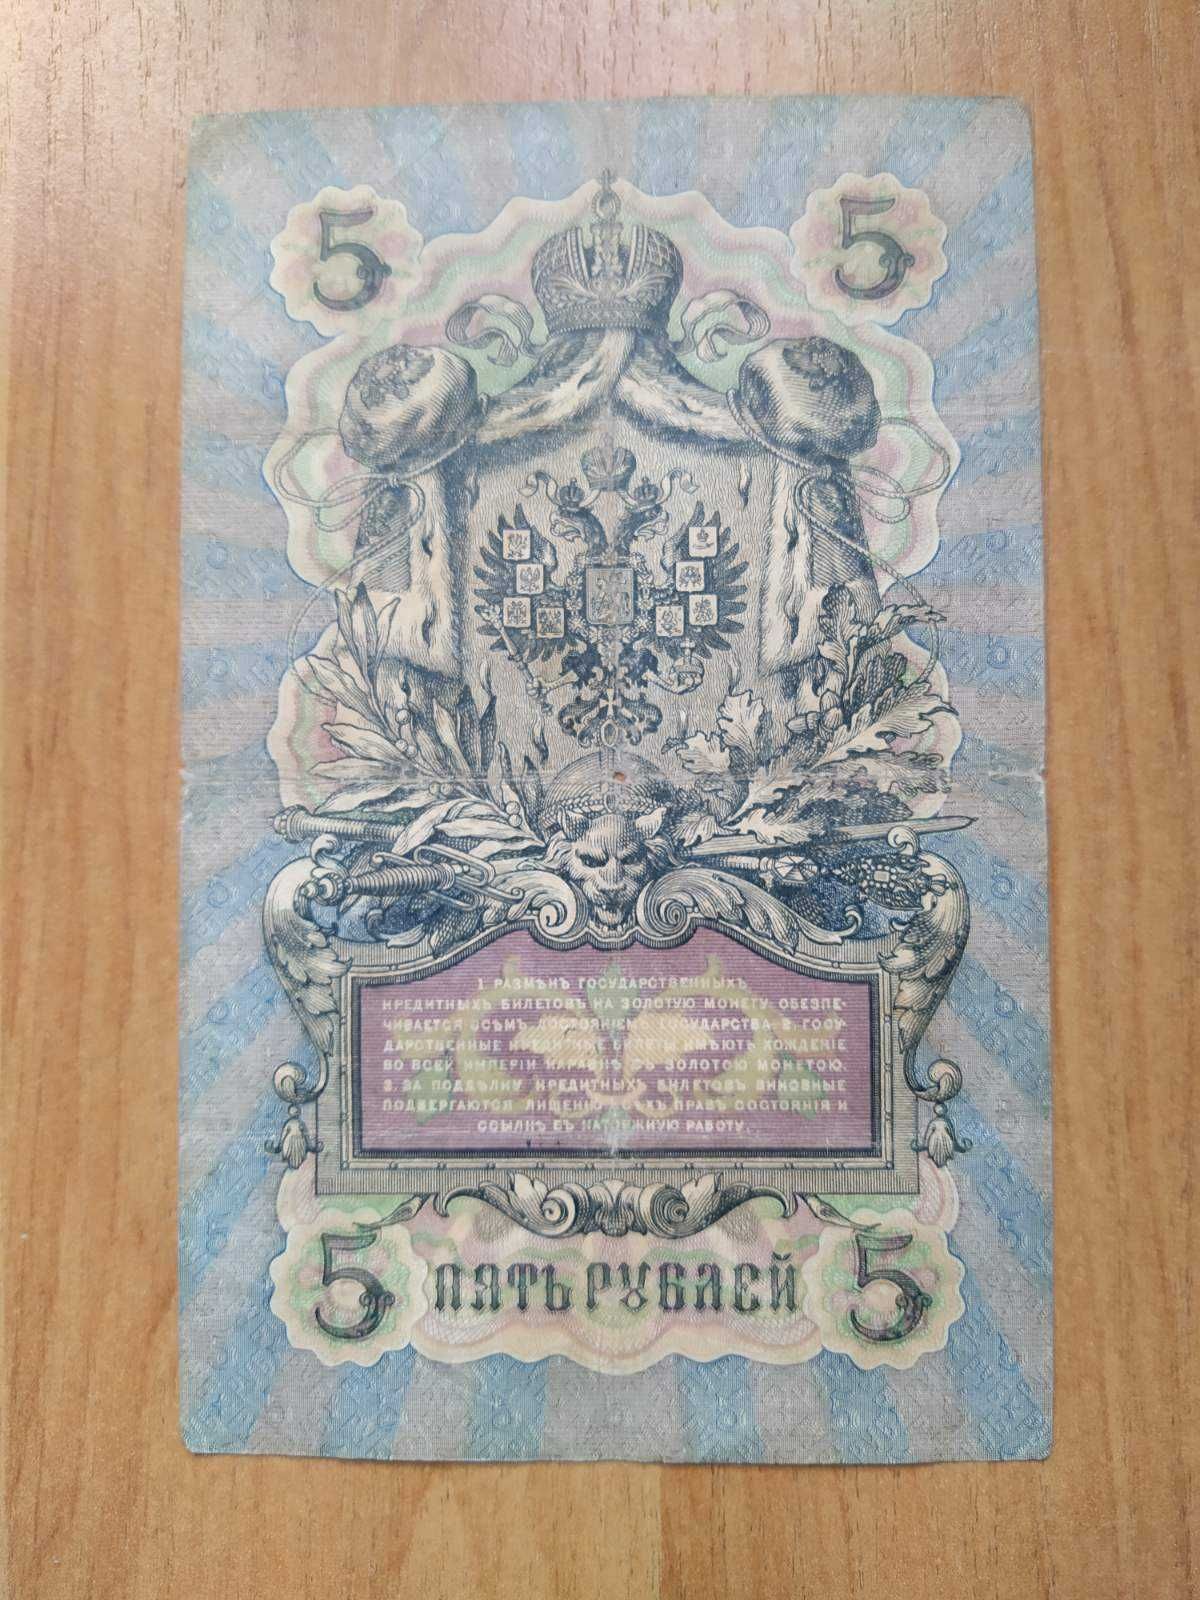 5 5
1. РАЗМѢНЪ ГОСУДАРСТВЕННЫХЪ
КРЕДИТНЫХЪ БИЛЕТОВЪ НА ЗОЛОТУЮ МОНЕТУ ОБЕЗПЕ-
ЧИВАЕТСЯ ВСѢМЪ ДОСТОЯНІЕМЪ ГОСУДАРСТВА. 2. ГОСУ-
ДАРСТВЕННЫЕ КРЕДИТНЫЕ БИЛЕТЫ ИМѢЮТЪ ХОЖДЕНІЕ
ВО ВСЕЙ ИМПЕРІИ НАРАВНѢ СЪ ЗОЛОТОЮ МОНЕТОЮ.
3. ЗА ПОДДѢЛКУ КРЕДИТНЫХЪ БИЛЕТОВЪ ВИНОВНЫЕ
ПОДВЕРГАЮТСЯ ЛИШЕНІЮ ВСѢХЪ ПРАВЪ СОСТОЯНІЯ И
ССЫЛКѢ ВЪ КАТОРЖНУЮ РАБОТУ.
5 ПЯТЬ РУБЛЕЙ 5